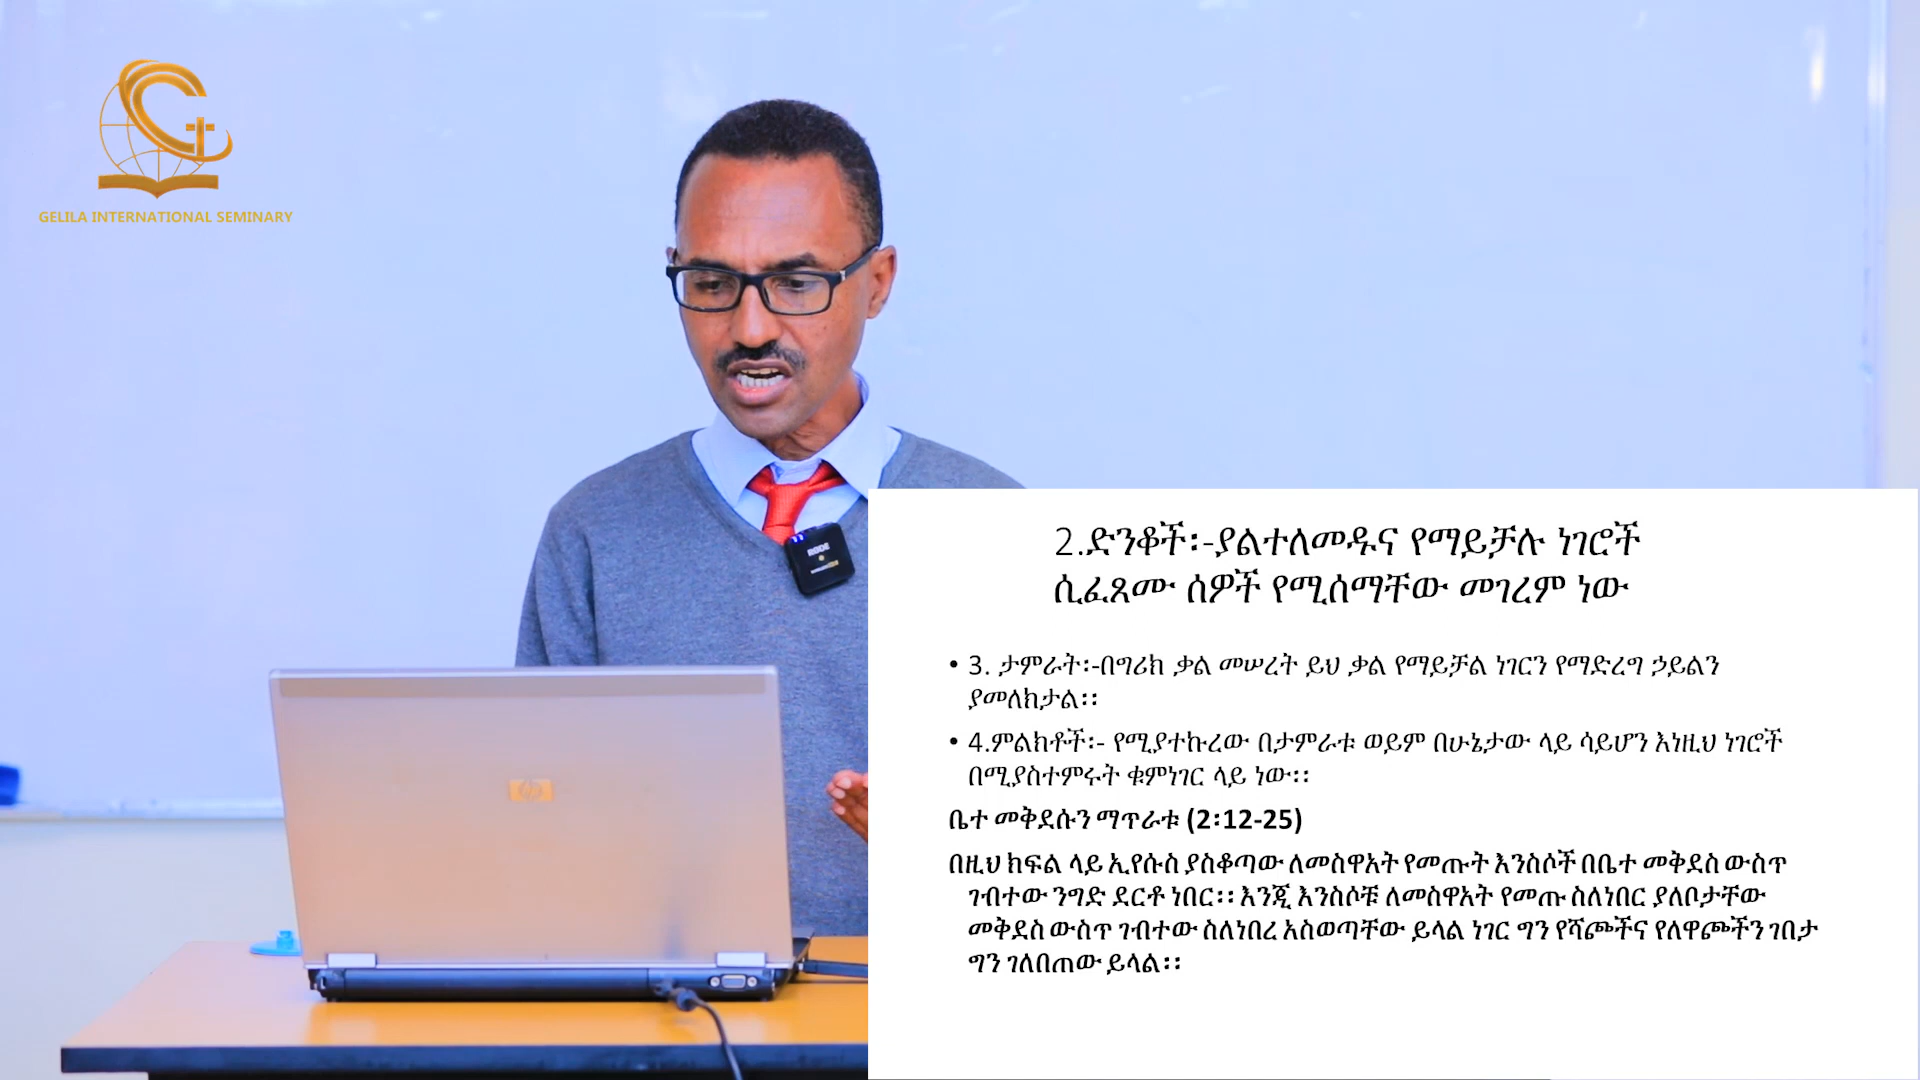 GELILA INTERNATIONAL SEMINARY
RØDE
hp
2.ድንቆች፡-ያልተለመዱና የማይቻሉ ነገሮች
ሲፈጸሙ ሰዎች የሚሰማቸው መገረም ነው
• 3. ታምራት፡-በግሪክ ቃል መሠረት ይህ ቃል የማይቻል ነገርን የማድረግ ኃይልን
ያመለክታል፡፡
• 4.ምልክቶች፡- የሚያተኩረው በታምራቱ ወይም በሁኔታው ላይ ሳይሆን እነዚህ ነገሮች
በሚያስተምሩት ቁምነገር ላይ ነው፡፡
ቤተ መቅደሱን ማጥራቱ (2፡12-25)
በዚህ ክፍል ላይ ኢየሱስ ያስቆጣው ለመስዋእት የመጡት እንስሶች በቤተ መቅደስ ውስጥ
ገብተው ንግድ ደርቶ ነበር፡፡ እንጂ እንስሶቹ ለመስዋእት የመጡ ስለነበር ያለቦታቸው
መቅደስ ውስጥ ገብተው ስለነበረ አስወጣቸው ይላል ነገር ግን የሻጮችና የለዋጮችን ገበታ
ግን ገለበጠው ይላል፡፡